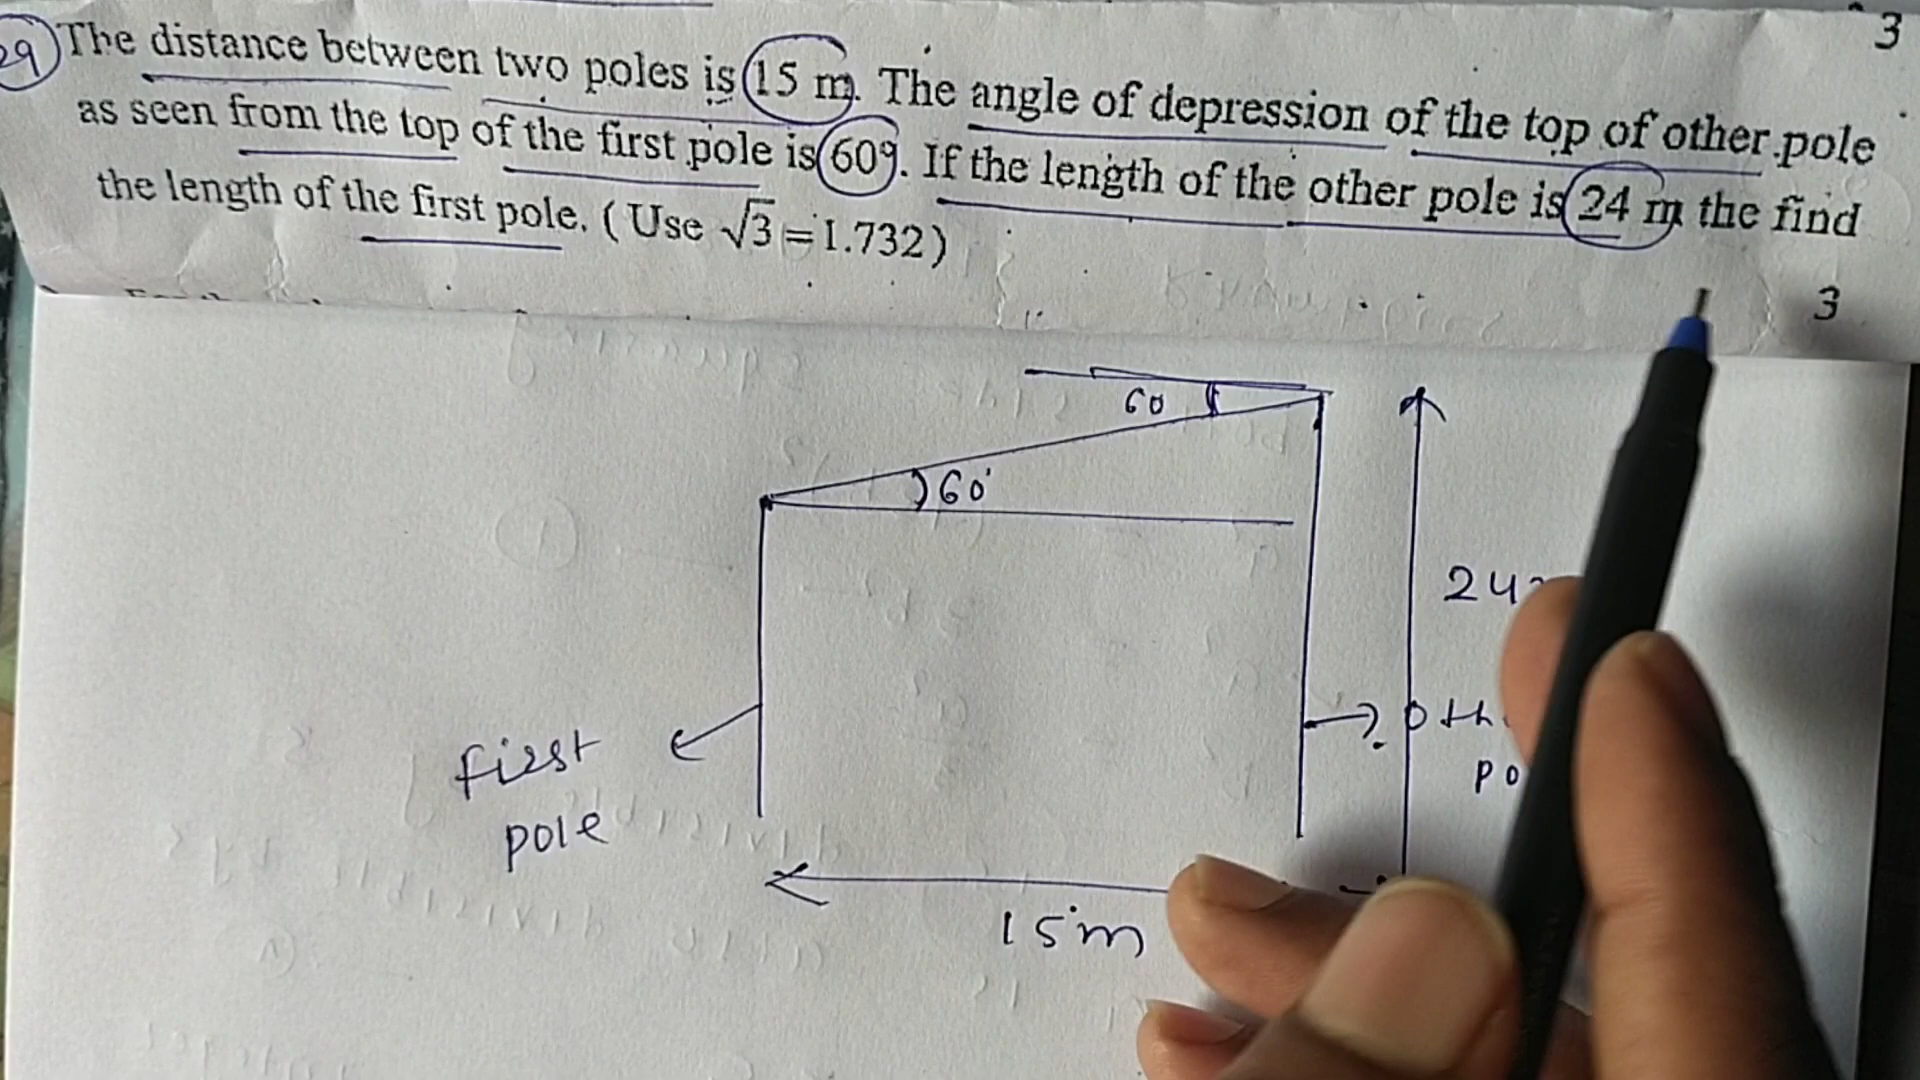 3
29 The distance between two poles is 15 m. The angle of depression of the top of other pole
as seen from the top of the first pole is 60°. If the length of the other pole is 24 m the find
the length of the first pole. ( Use √3 = 1.732 )
3
60
60°
24
first
pole
oth
po
15 m